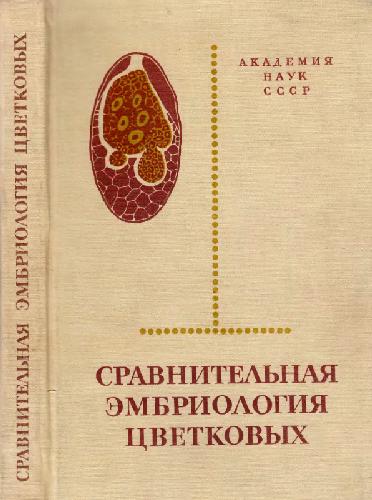 СРАВНИТЕЛЬНАЯ ЭМБРИОЛОГИЯ ЦВЕТКОВЫХ
АКАДЕМИЯ
НАУК
СССР
СРАВНИТЕЛЬНАЯ
ЭМБРИОЛОГИЯ
ЦВЕТКОВЫХ